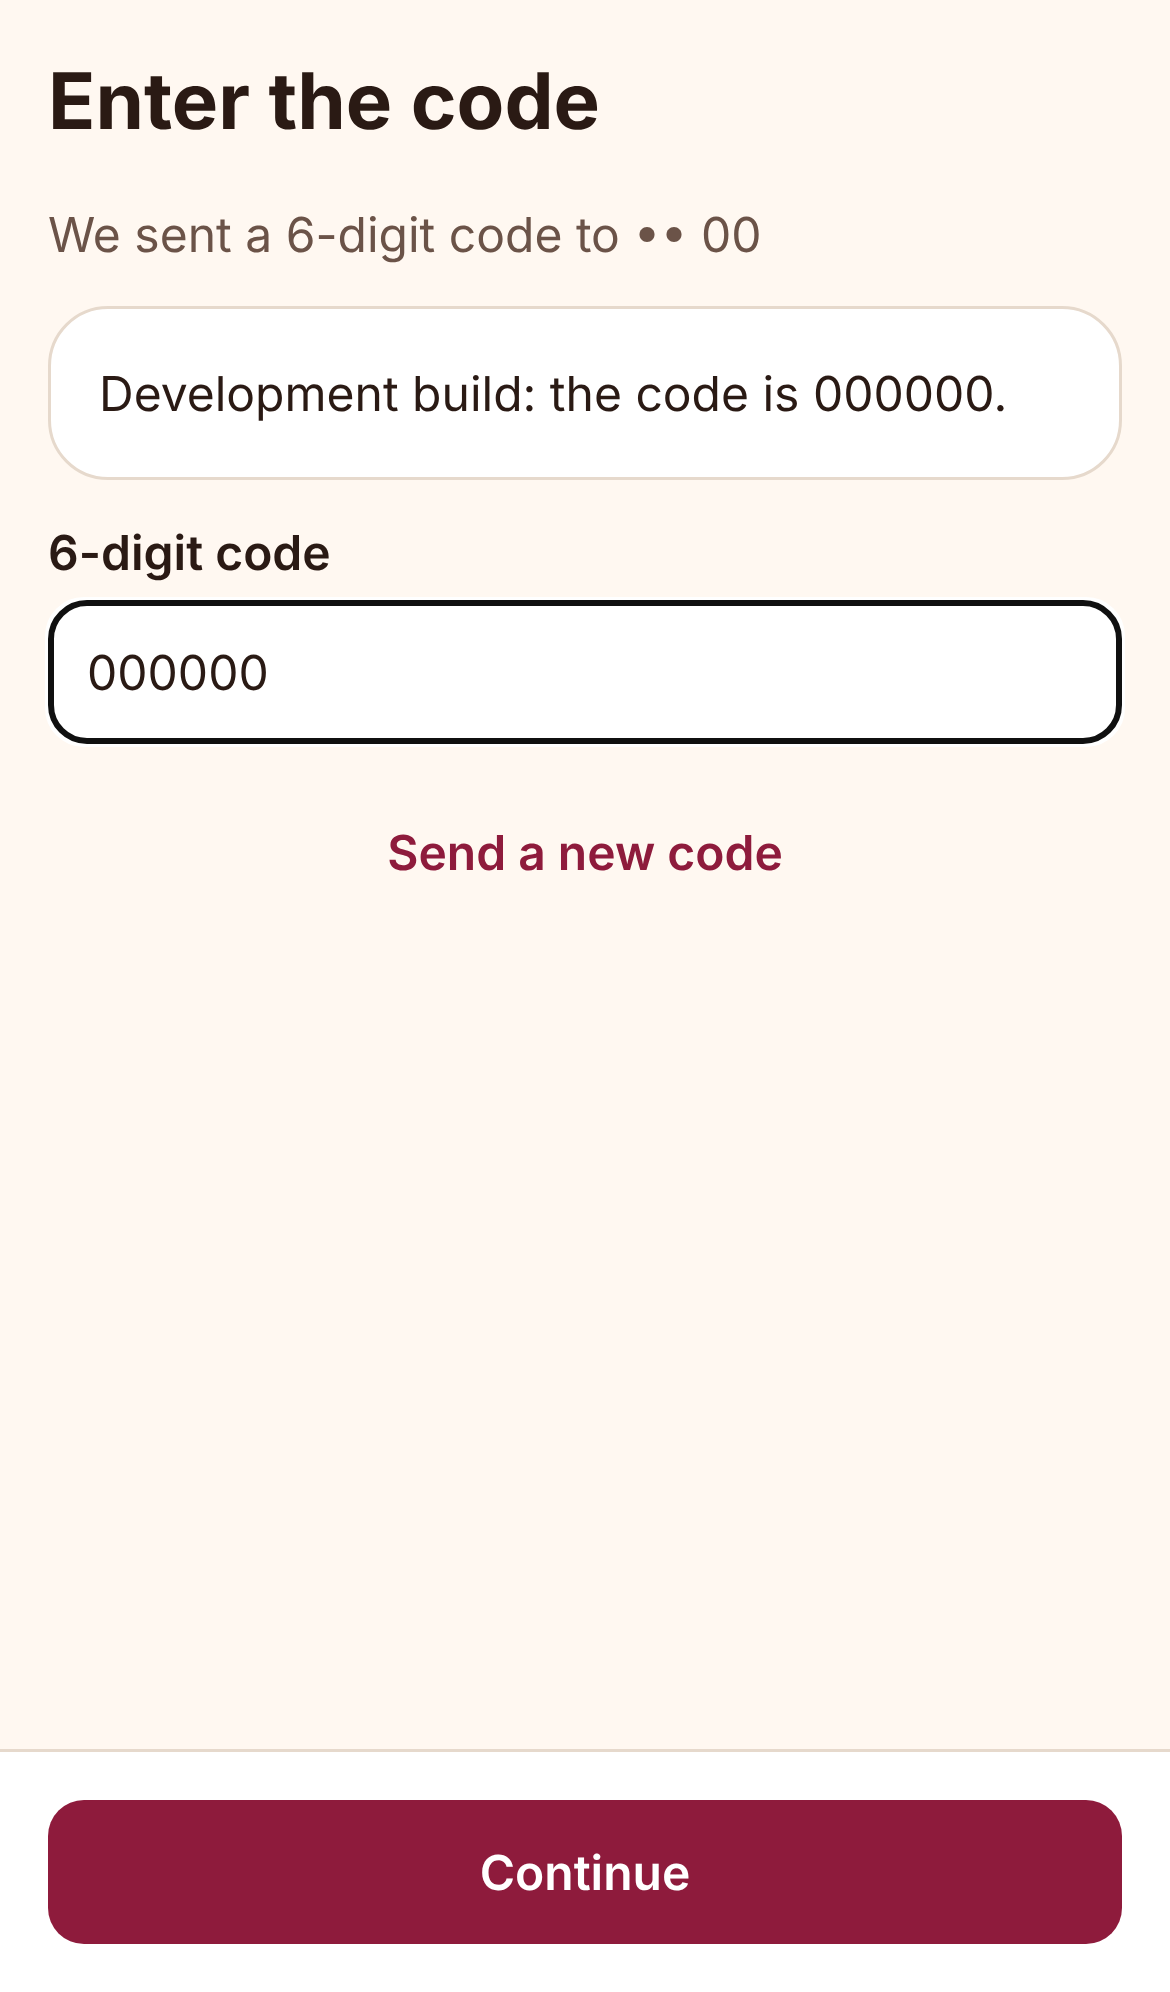 Enter the code
We sent a 6-digit code to •• 00
Development build: the code is 000000.
6-digit code
000000
Send a new code
Continue